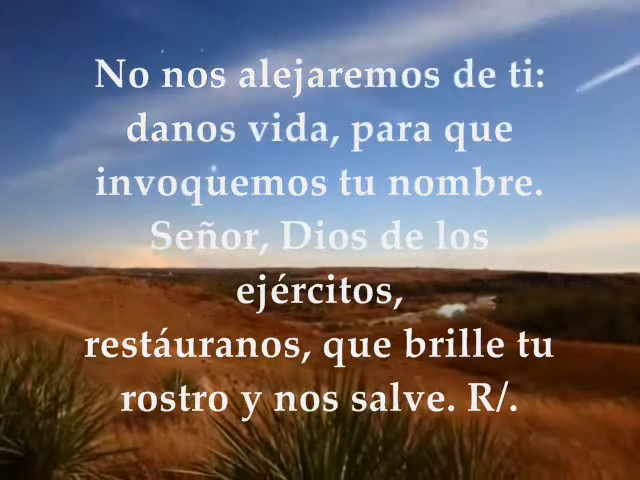 No nos alejaremos de ti:
danos vida, para que
invoquemos tu nombre.
Señor, Dios de los
ejércitos,
restáuranos, que brille tu
rostro y nos salve. R/.